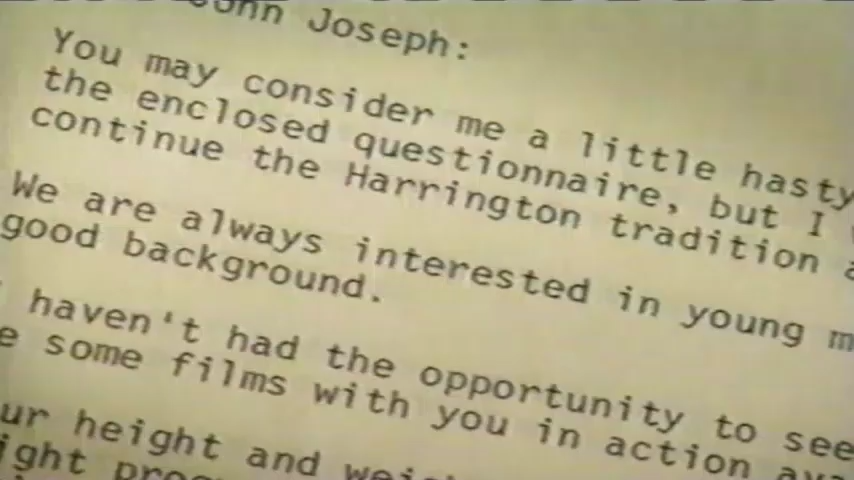 John Joseph:
You may consider me a little hasty
the enclosed questionnaire, but I
continue the Harrington tradition
We are always interested in young
good background.
haven't had the opportunity to see
some films with you in action
height and